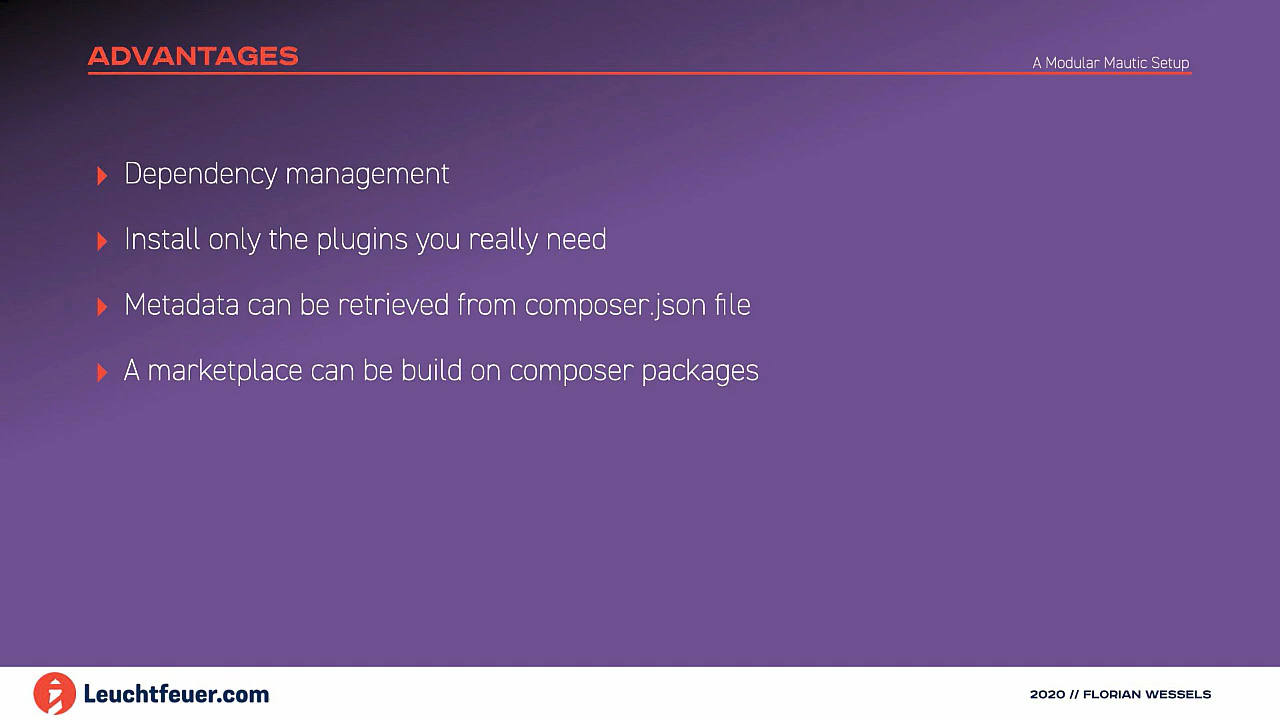 ADVANTAGES
A Modular Mautic Setup
Dependency management
Install only the plugins you really need
Metadata can be retrieved from composer.json file
A marketplace can be build on composer packages
Leuchtfeuer.com
2020 // FLORIAN WESSELS